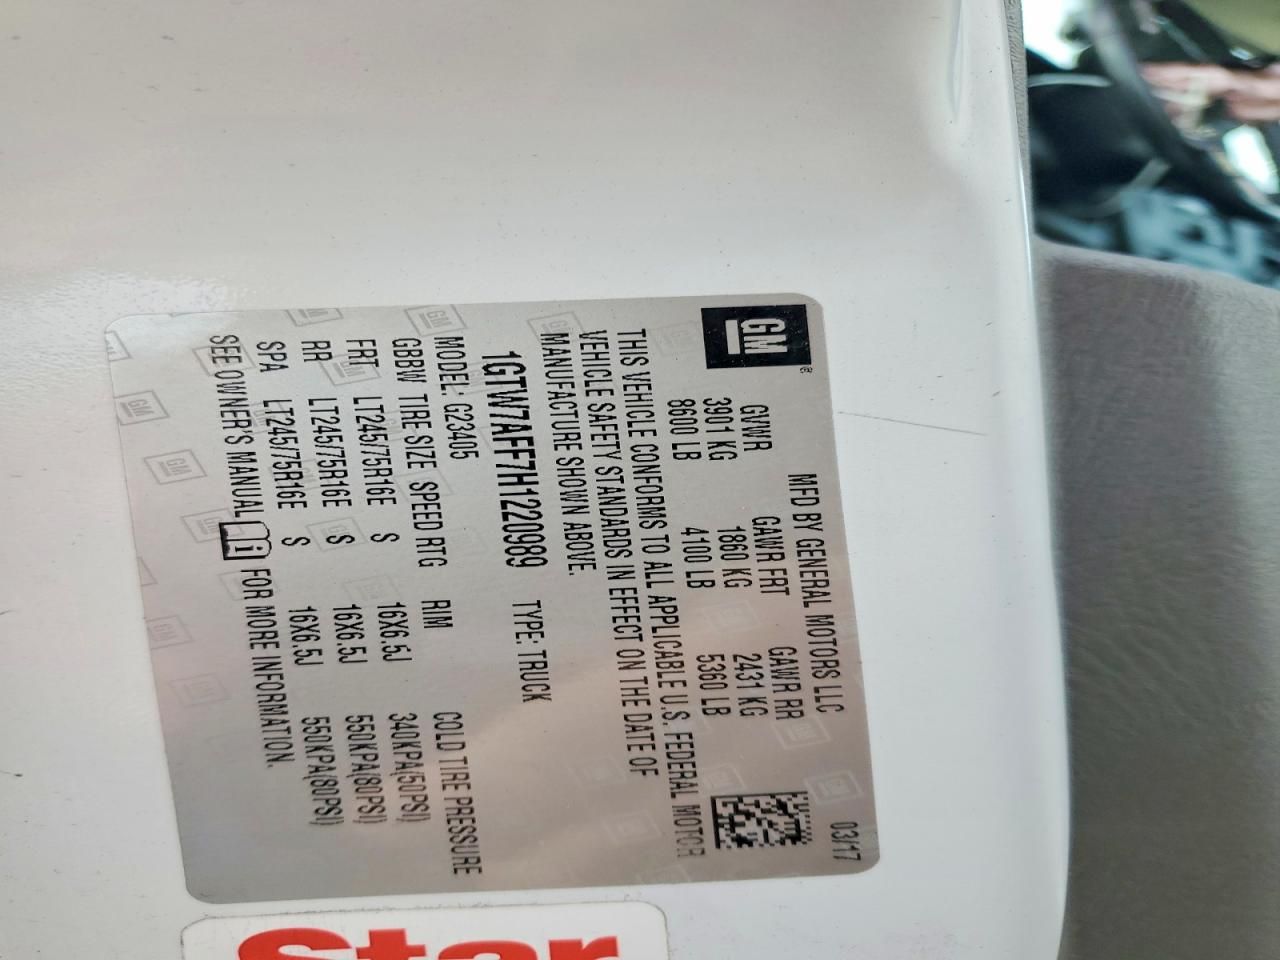 GM
MFD BY GENERAL MOTORS LLC 03/17
GVWR GAWR FRT GAWR RR
3901 KG 1860 KG 2431 KG
8600 LB 4100 LB 5360 LB
THIS VEHICLE CONFORMS TO ALL APPLICABLE U.S. FEDERAL MOTOR
VEHICLE SAFETY STANDARDS IN EFFECT ON THE DATE OF
MANUFACTURE SHOWN ABOVE.
1GTW7AFF7H1220989 TYPE: TRUCK
MODEL: G23405
GBBW TIRE SIZE SPEED RTG RIM COLD TIRE PRESSURE
FRT LT245/75R16E S 16X6.5J 340KPA(50PSI)
RR LT245/75R16E S 16X6.5J 550KPA(80PSI)
SPA LT245/75R16E S 16X6.5J 550KPA(80PSI)
SEE OWNER'S MANUAL i FOR MORE INFORMATION.
Star